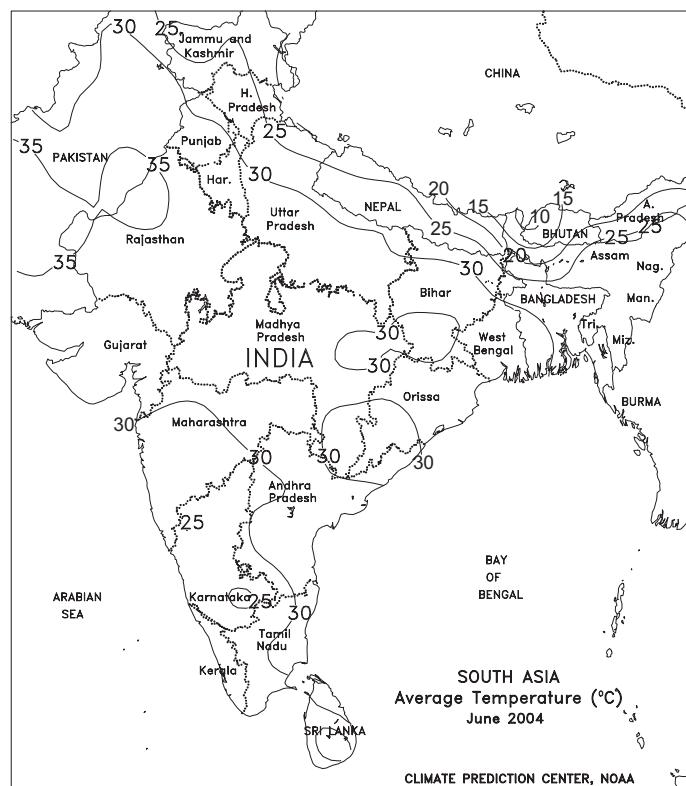 30
25
Jammu and
Kashmir
CHINA
H.
Pradesh
25
35
Punjab
PAKISTAN
35
30
Har.
20
15
15
NEPAL
10
A.
Pradesh
Uttar
Pradesh
25
BHUTAN
25
25
Rajasthan
20
Assam
35
30
Nag.
Bihar
BANGLADESH
Man.
Madhya
Pradesh
30
Tri.
Gujarat
West
Bengal
Miz.
INDIA
30
Orissa
BURMA
30
Maharashtra
30
30
30
Andhra
Pradesh
3
25
BAY
OF
BENGAL
ARABIAN
SEA
Karnataka
25
30
Tamil
Nadu
Kerala
SOUTH ASIA
Average Temperature (°C)
June 2004
SRI LANKA
CLIMATE PREDICTION CENTER, NOAA